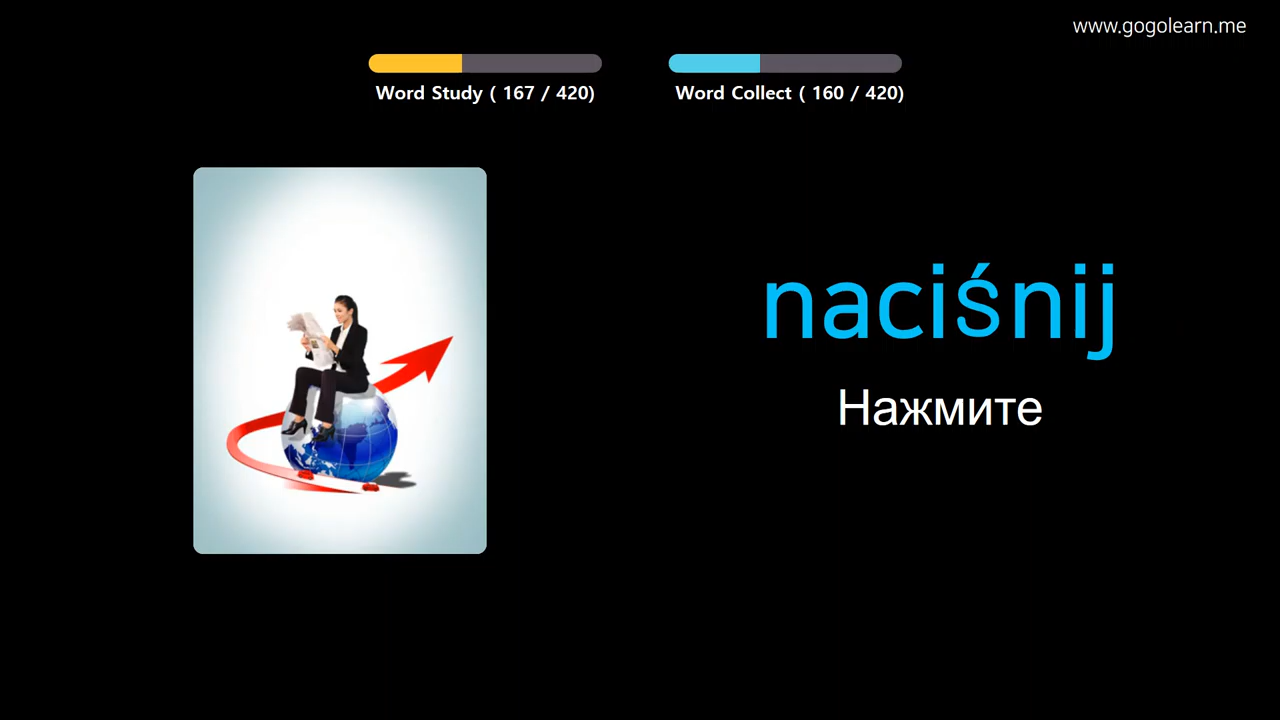 www.gogolearn.me
Word Study ( 167 / 420)
Word Collect ( 160 / 420)
naciśnij
Нажмите